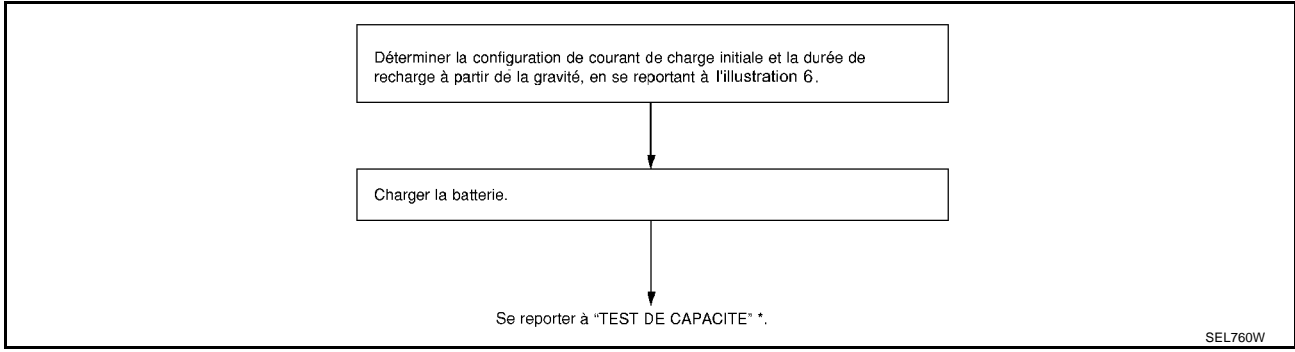 Déterminer la configuration de courant de charge initiale et la durée de
recharge à partir de la gravité, en se reportant à l'illustration 6.
Charger la batterie.
Se reporter à “TEST DE CAPACITE” *.
SEL760W